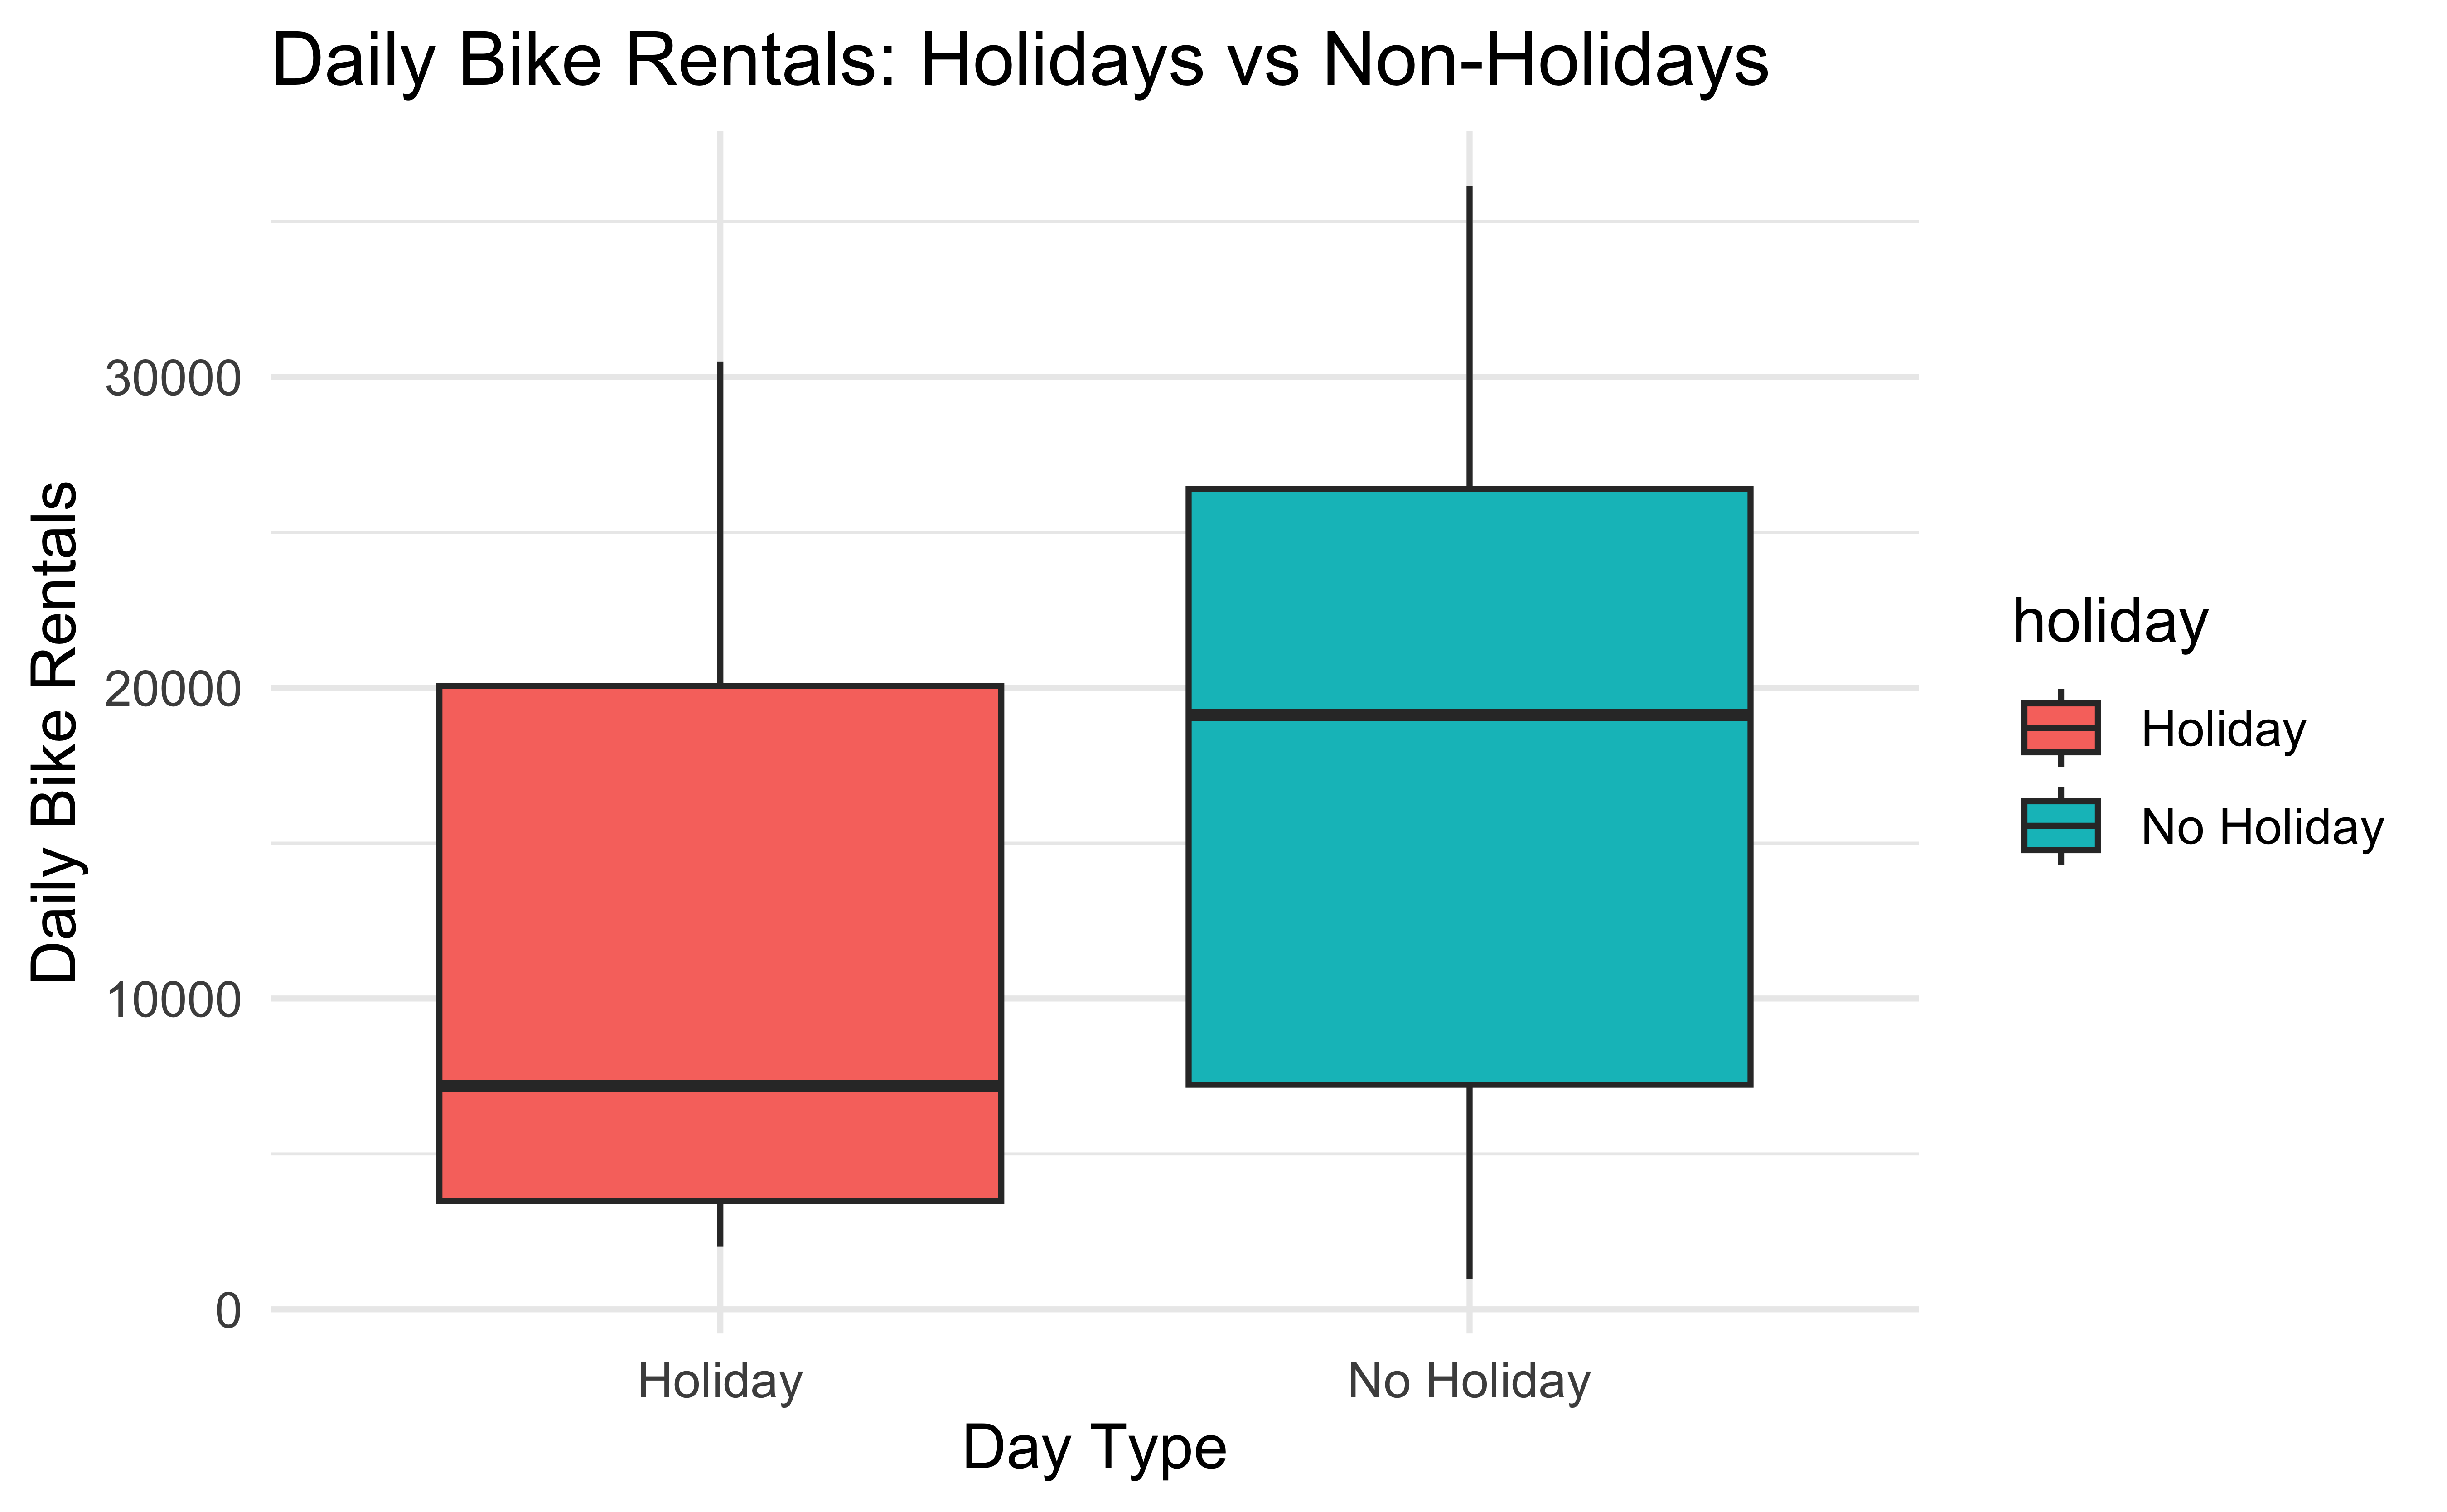 Daily Bike Rentals: Holidays vs Non-Holidays
Daily Bike Rentals
30000
20000
10000
0
Holiday
No Holiday
Day Type
holiday
Holiday
No Holiday